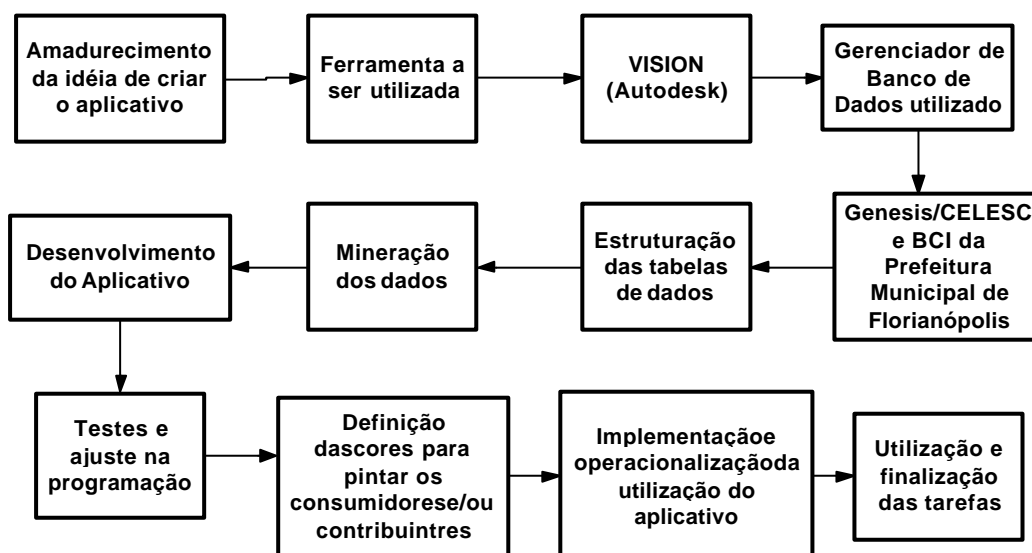 Amadurecimento
da idéia de criar
o aplicativo
Ferramenta a
ser utilizada
VISION
(Autodesk)
Gerenciador de
Banco de
Dados utilizado
Genesis/CELESC
e BCI da
Prefeitura
Municipal de
Florianópolis
Estruturação
das tabelas
de dados
Mineração
dos dados
Desenvolvimento
do Aplicativo
Testes e
ajuste na
programação
Definição
dascores para
pintar os
consumidorese/ou
contribuintres
Implementaçãoe
operacionalizaçãoda
utilização do
aplicativo
Utilização e
finalização
das tarefas